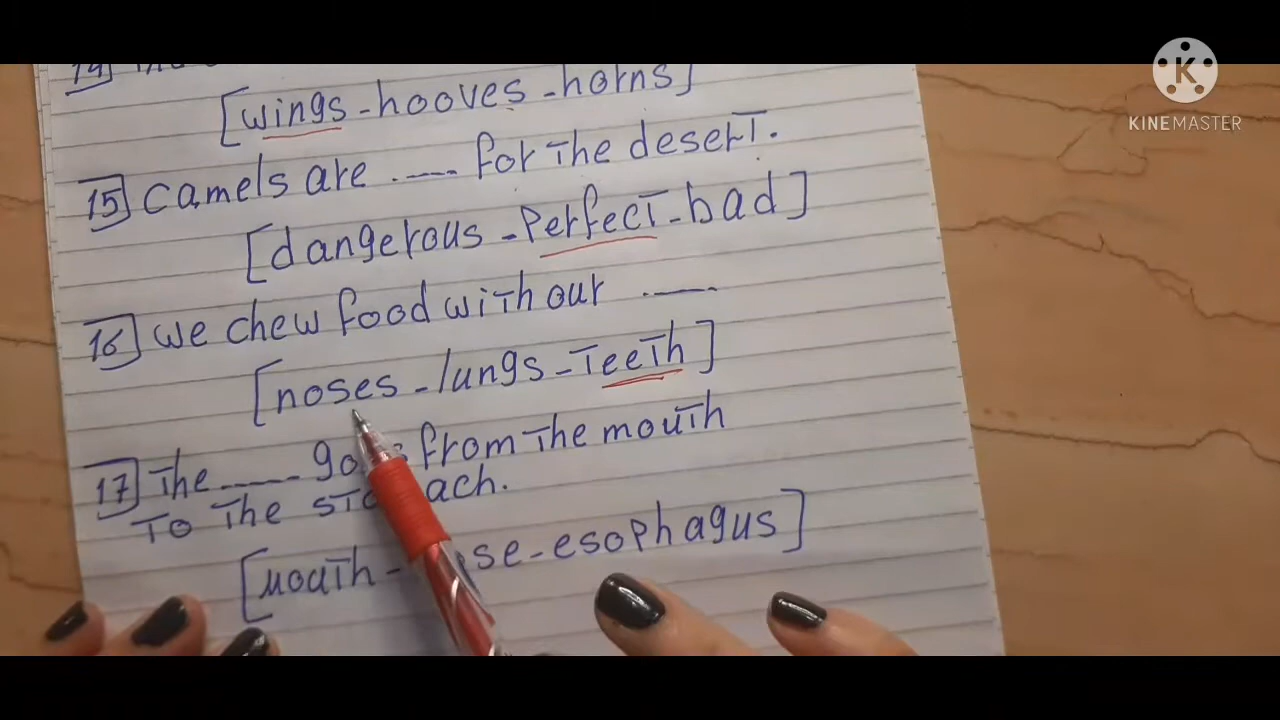 14]
[wings - hooves - horns]
KINEMASTER
15] Camels are .---- for the desert.
[dangerous - Perfect - bad]
16] We chew food with our .----
[noses - lungs - Teeth]
17] The ..---- from the mouth
To The
[Mouth - - esophagus]